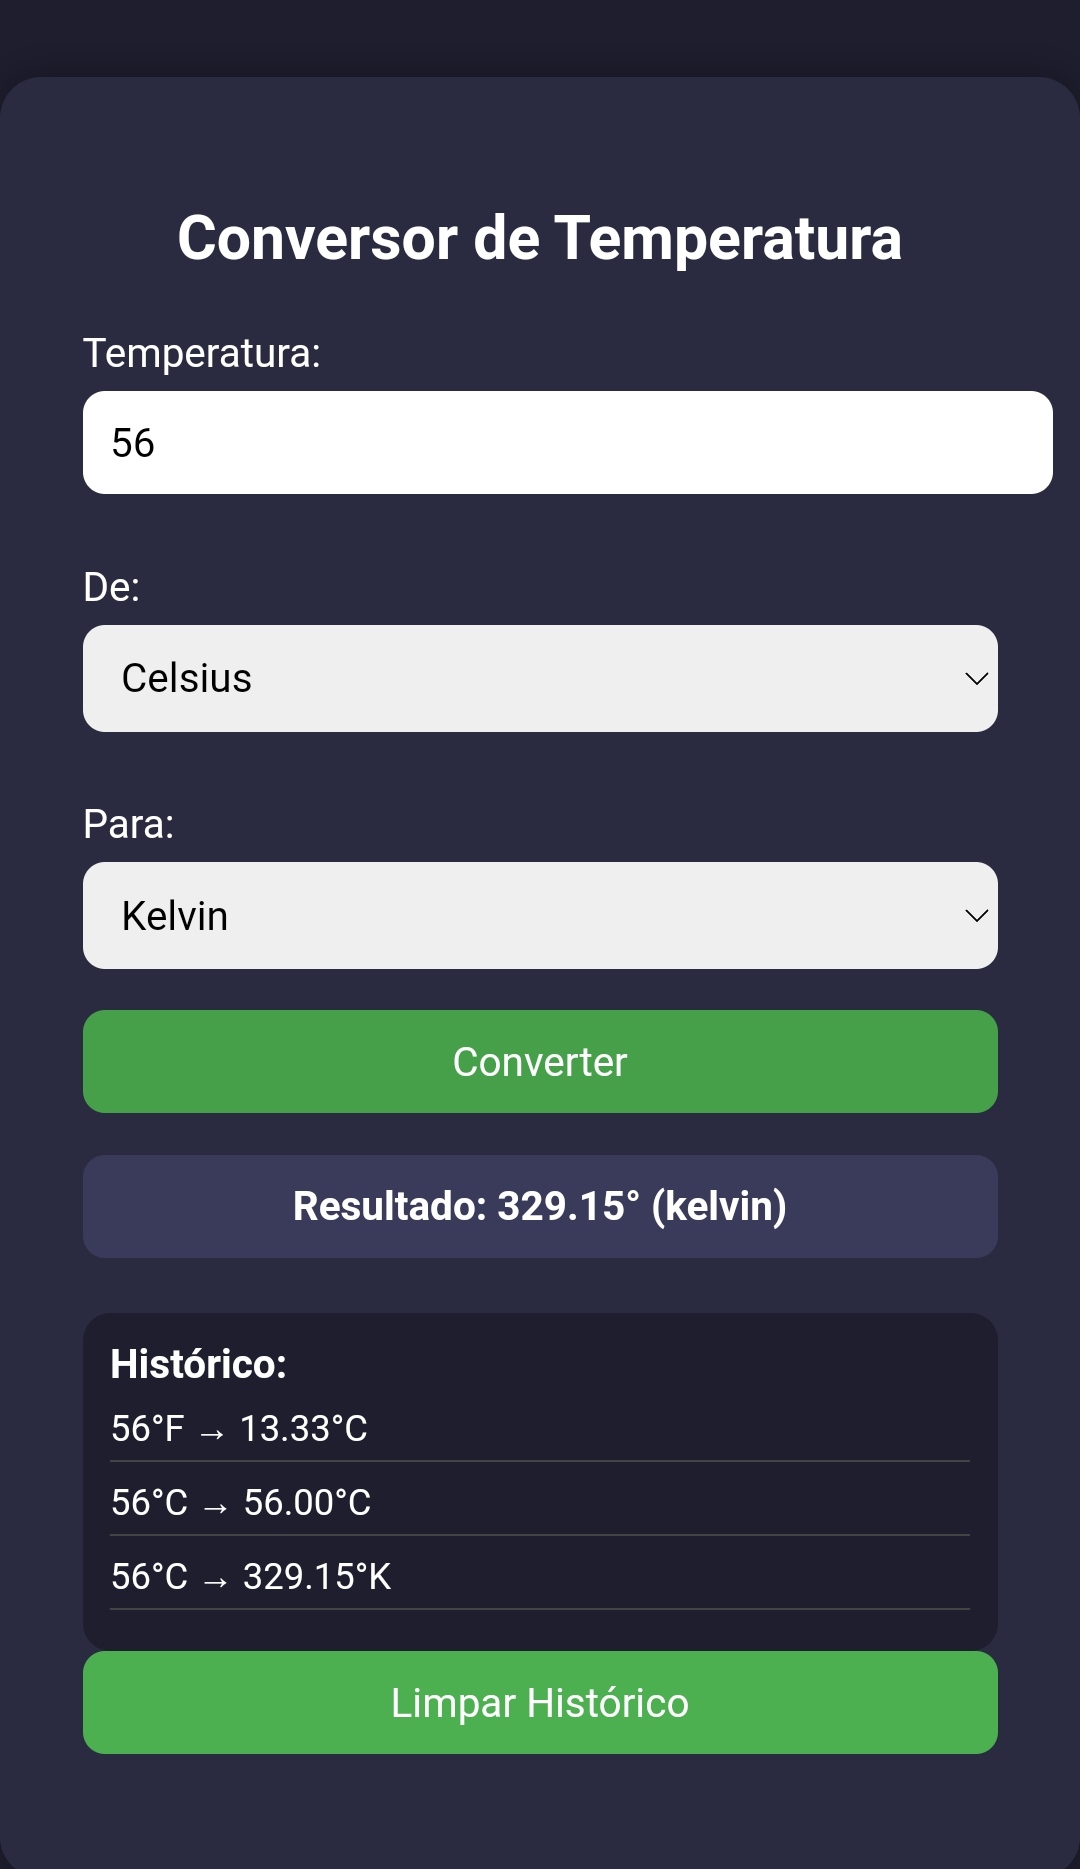 Conversor de Temperatura
Temperatura:
56
De:
Celsius
Para:
Kelvin
Converter
Resultado: 329.15° (kelvin)
Histórico:
56°F → 13.33°C
56°C → 56.00°C
56°C → 329.15°K
Limpar Histórico